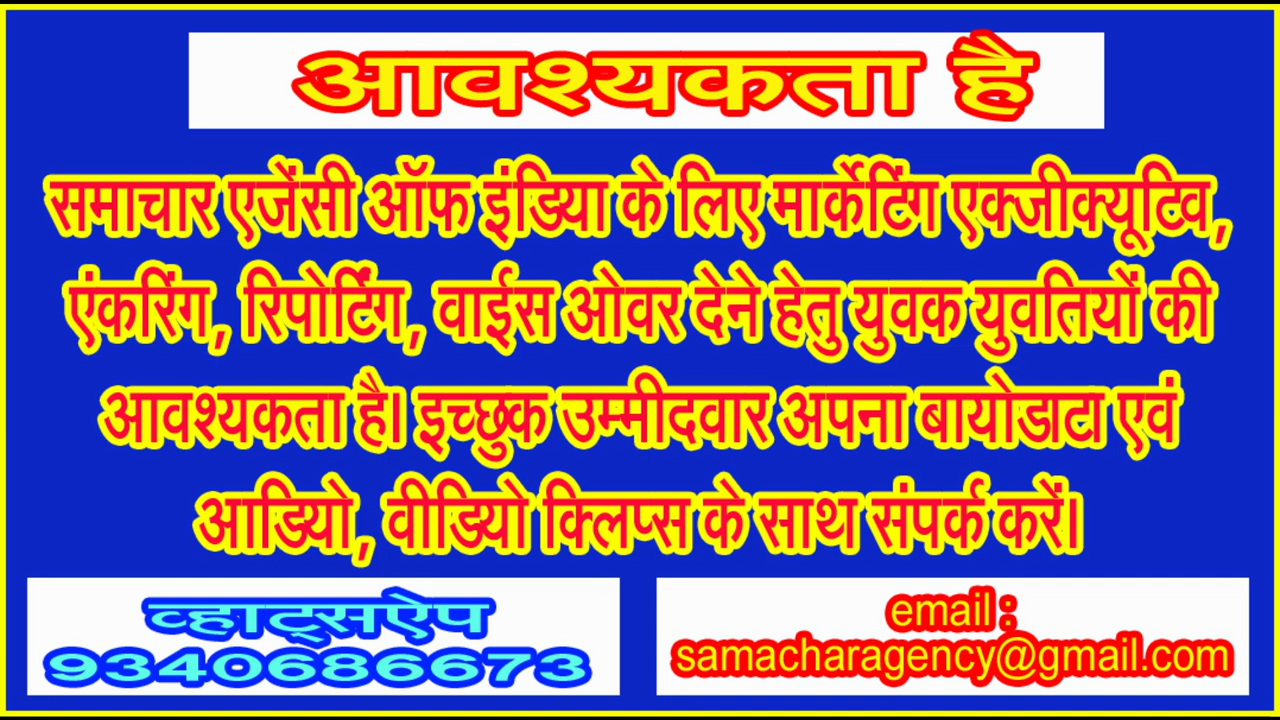 आवश्यकता है
समाचार एजेंसी ऑफ इंडिया के लिए मार्केटिंग एक्जीक्यूटिव,
एंकरिंग, रिपोर्टिंग, वाईस ओवर देने हेतु युवक युवतियों की
आवश्यकता है। इच्छुक उम्मीदवार अपना बायोडाटा एवं
आडियो, वीडियो क्लिप्स के साथ संपर्क करें।
व्हाट्सऐप
9340686673
email :
samacharagency@gmail.com